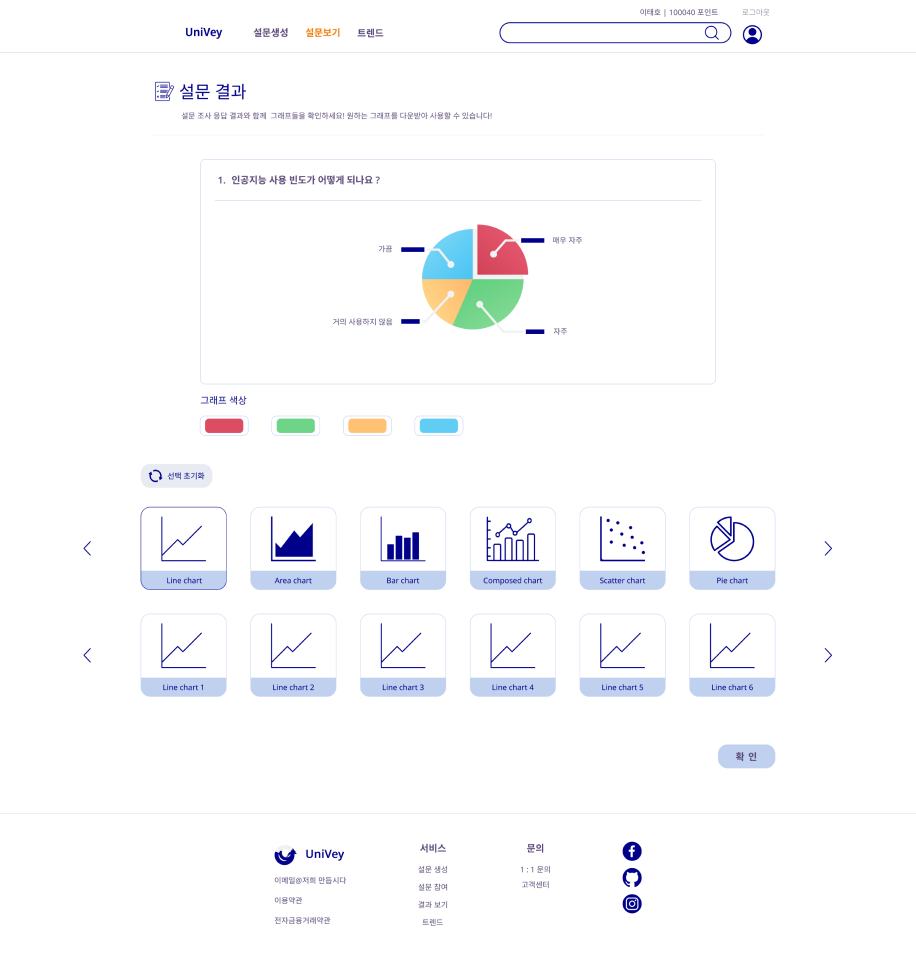 이태호 | 100040 포인트 로그아웃
UniVey 설문생성 설문보기 트렌드
설문 결과
설문 조사 응답 결과와 함께 그래프들을 확인하세요! 원하는 그래프를 다운받아 사용할 수 있습니다!
1. 인공지능 사용 빈도가 어떻게 되나요 ?
매우 자주
가끔
거의 사용하지 않음
자주
그래프 색상
선택 초기화
Line chart Area chart Bar chart Composed chart Scatter chart Pie chart
Line chart 1 Line chart 2 Line chart 3 Line chart 4 Line chart 5 Line chart 6
확 인
UniVey 서비스 문의
설문 생성 1 : 1 문의
이메일@저희 만듭시다 설문 참여 고객센터
이용약관 결과 보기
전자금융거래약관 트렌드